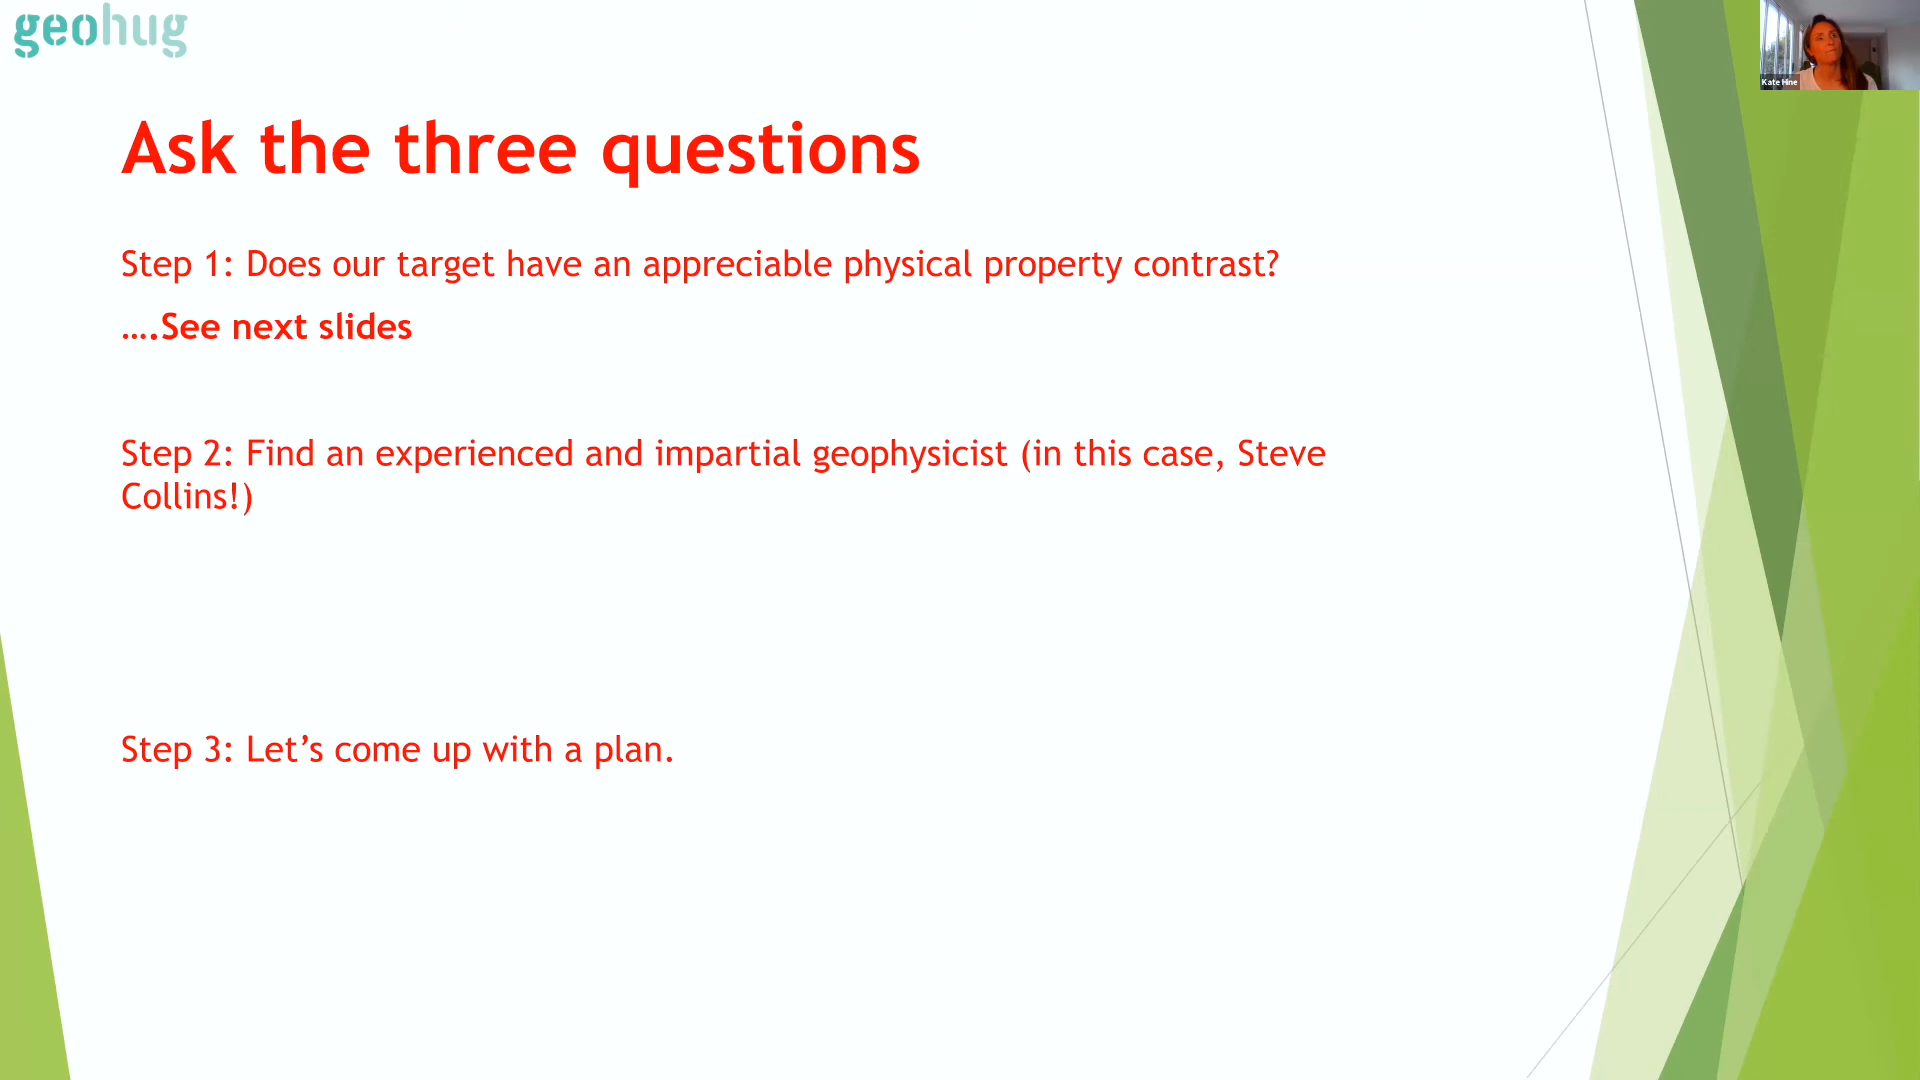 geohug
Kate Hine
Ask the three questions
Step 1: Does our target have an appreciable physical property contrast?
….See next slides
Step 2: Find an experienced and impartial geophysicist (in this case, Steve
Collins!)
Step 3: Let’s come up with a plan.